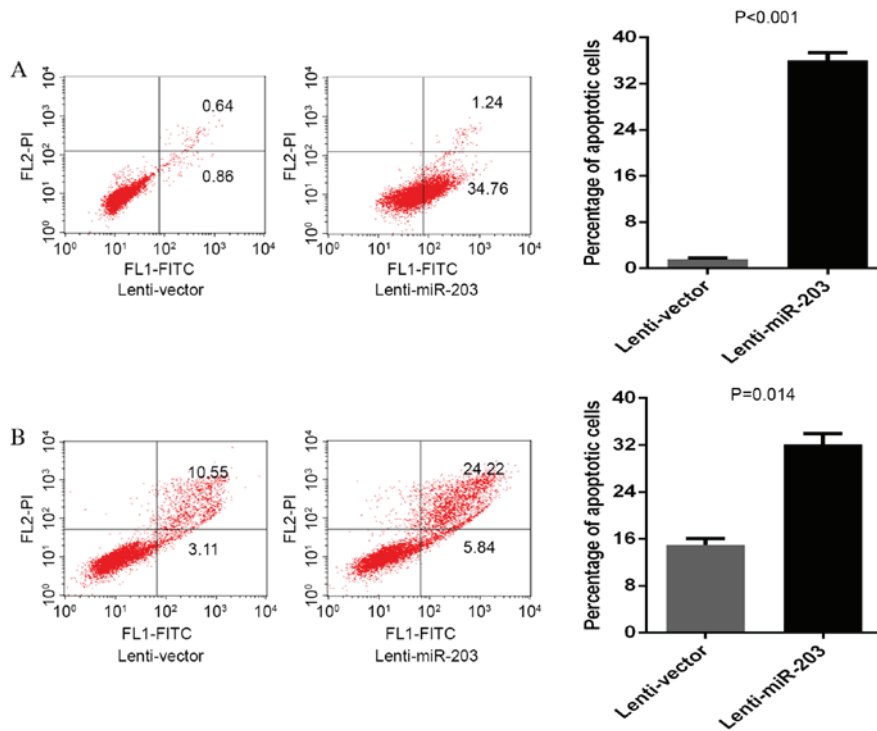 A
FL2-PI
10⁴
10³
10²
10¹
10⁰
0.64
0.86
10⁰ 10¹ 10² 10³ 10⁴
FL1-FITC
Lenti-vector
FL2-PI
10⁴
10³
10²
10¹
10⁰
1.24
34.76
10⁰ 10¹ 10² 10³ 10⁴
FL1-FITC
Lenti-miR-203
P<0.001
Percentage of apoptotic cells
40
32
24
16
8
0
Lenti-vector
Lenti-miR-203
B
FL2-PI
10⁴
10³
10²
10¹
10⁰
10.55
3.11
10⁰ 10¹ 10² 10³ 10⁴
FL1-FITC
Lenti-vector
FL2-PI
10⁴
10³
10²
10¹
10⁰
24.22
5.84
10⁰ 10¹ 10² 10³ 10⁴
FL1-FITC
Lenti-miR-203
P=0.014
Percentage of apoptotic cells
40
32
24
16
8
0
Lenti-vector
Lenti-miR-203